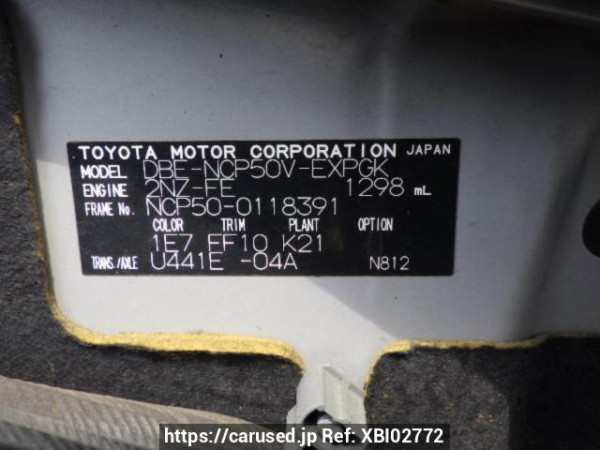 TOYOTA MOTOR CORPORATION JAPAN
MODEL DBE-NCP50V-EXPGK
ENGINE 2NZ-FE 1298 mL
FRAME No. NCP50-0118391
COLOR TRIM PLANT OPTION
1E7 EF10 K21
TRANS./AXLE U441E -04A N812
https://carused.jp Ref: XBI02772